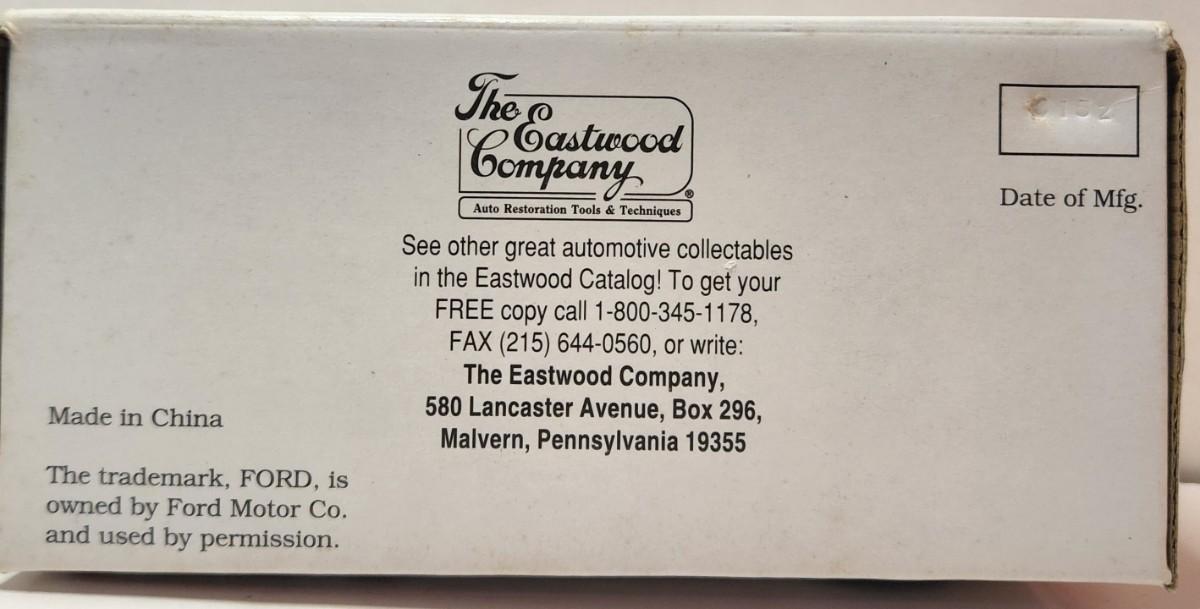 The
Eastwood
Company
®
Auto Restoration Tools & Techniques
Date of Mfg.
See other great automotive collectables
in the Eastwood Catalog! To get your
FREE copy call 1-800-345-1178,
FAX (215) 644-0560, or write:
The Eastwood Company,
580 Lancaster Avenue, Box 296,
Malvern, Pennsylvania 19355
Made in China
The trademark, FORD, is
owned by Ford Motor Co.
and used by permission.